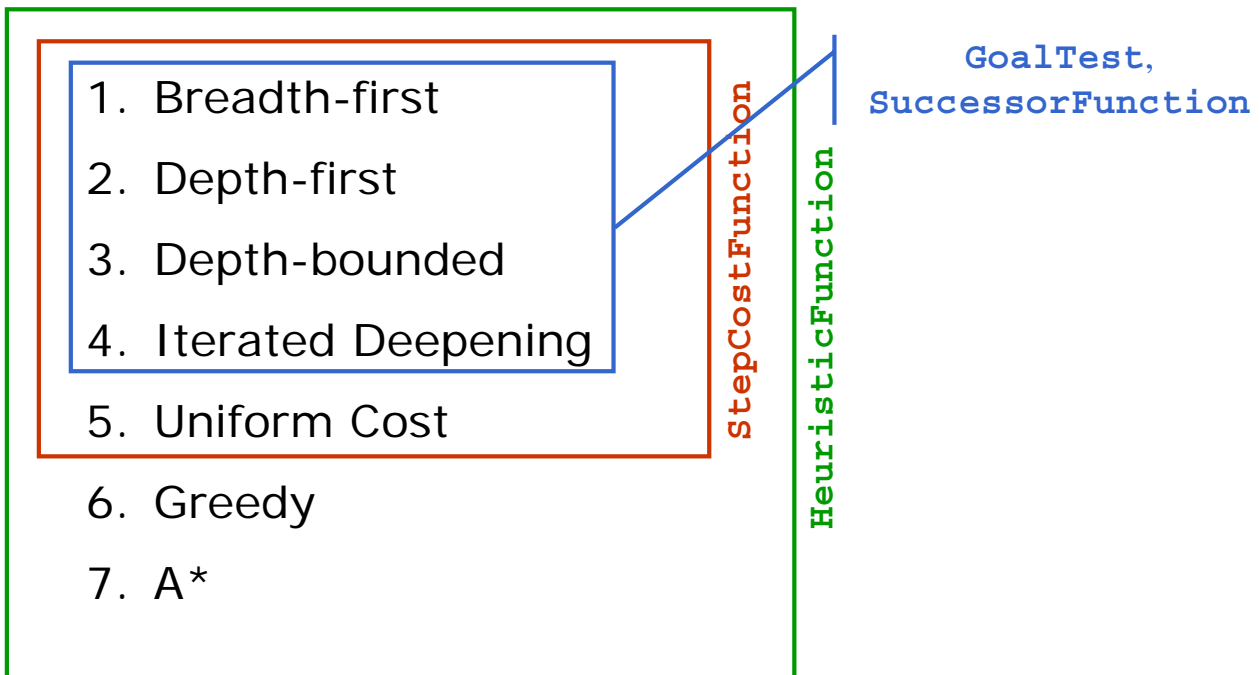 1. Breadth-first
2. Depth-first
3. Depth-bounded
4. Iterated Deepening
5. Uniform Cost
6. Greedy
7. A*
StepCostFunction
HeuristicFunction
GoalTest,
SuccessorFunction